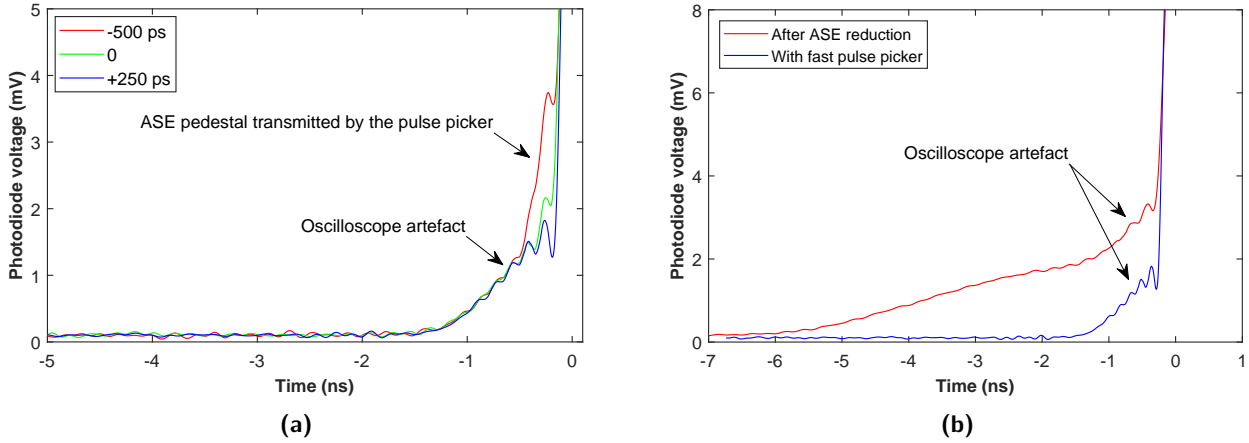 -500 ps
0
+250 ps
ASE pedestal transmitted by the pulse picker
Oscilloscope artefact
Photodiode voltage (mV)
5
4
3
2
1
0
-5
-4
-3
-2
-1
0
Time (ns)
(a)
After ASE reduction
With fast pulse picker
Oscilloscope artefact
Photodiode voltage (mV)
8
6
4
2
0
-7
-6
-5
-4
-3
-2
-1
0
1
Time (ns)
(b)